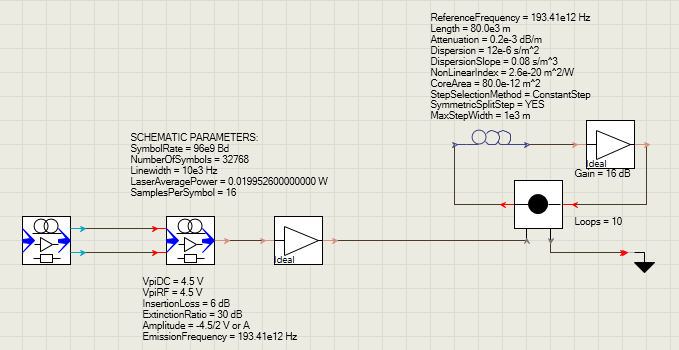 ReferenceFrequency = 193.41e12 Hz
Length = 80.0e3 m
Attenuation = 0.2e-3 dB/m
Dispersion = 12e-6 s/m^2
DispersionSlope = 0.08 s/m^3
NonLinearIndex = 2.6e-20 m^2/W
CoreArea = 80.0e-12 m^2
StepSelectionMethod = ConstantStep
SymmetricSplitStep = YES
MaxStepWidth = 1e3 m
Ideal
Gain = 16 dB
Loops = 10
SCHEMATIC PARAMETERS:
SymbolRate = 96e9 Bd
NumberOfSymbols = 32768
Linewidth = 10e3 Hz
LaserAveragePower = 0.019952600000000 W
SamplesPerSymbol = 16
Ideal
VpiDC = 4.5 V
VpiRF = 4.5 V
InsertionLoss = 6 dB
ExtinctionRatio = 30 dB
Amplitude = -4.5/2 V or A
EmissionFrequency = 193.41e12 Hz